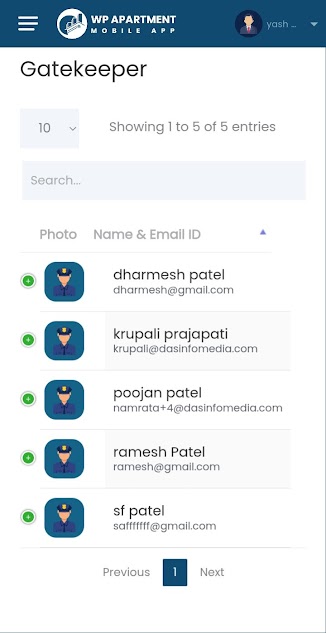 WP APARTMENT
MOBILE APP
yash ...
Gatekeeper
10
Showing 1 to 5 of 5 entries
Search...
Photo Name & Email ID
dharmesh patel
dharmesh@gmail.com
krupali prajapati
krupali@dasinfomedia.com
poojan patel
namrata+4@dasinfomedia.com
ramesh Patel
ramesh@gmail.com
sf patel
safffffff@gmail.com
Previous 1 Next